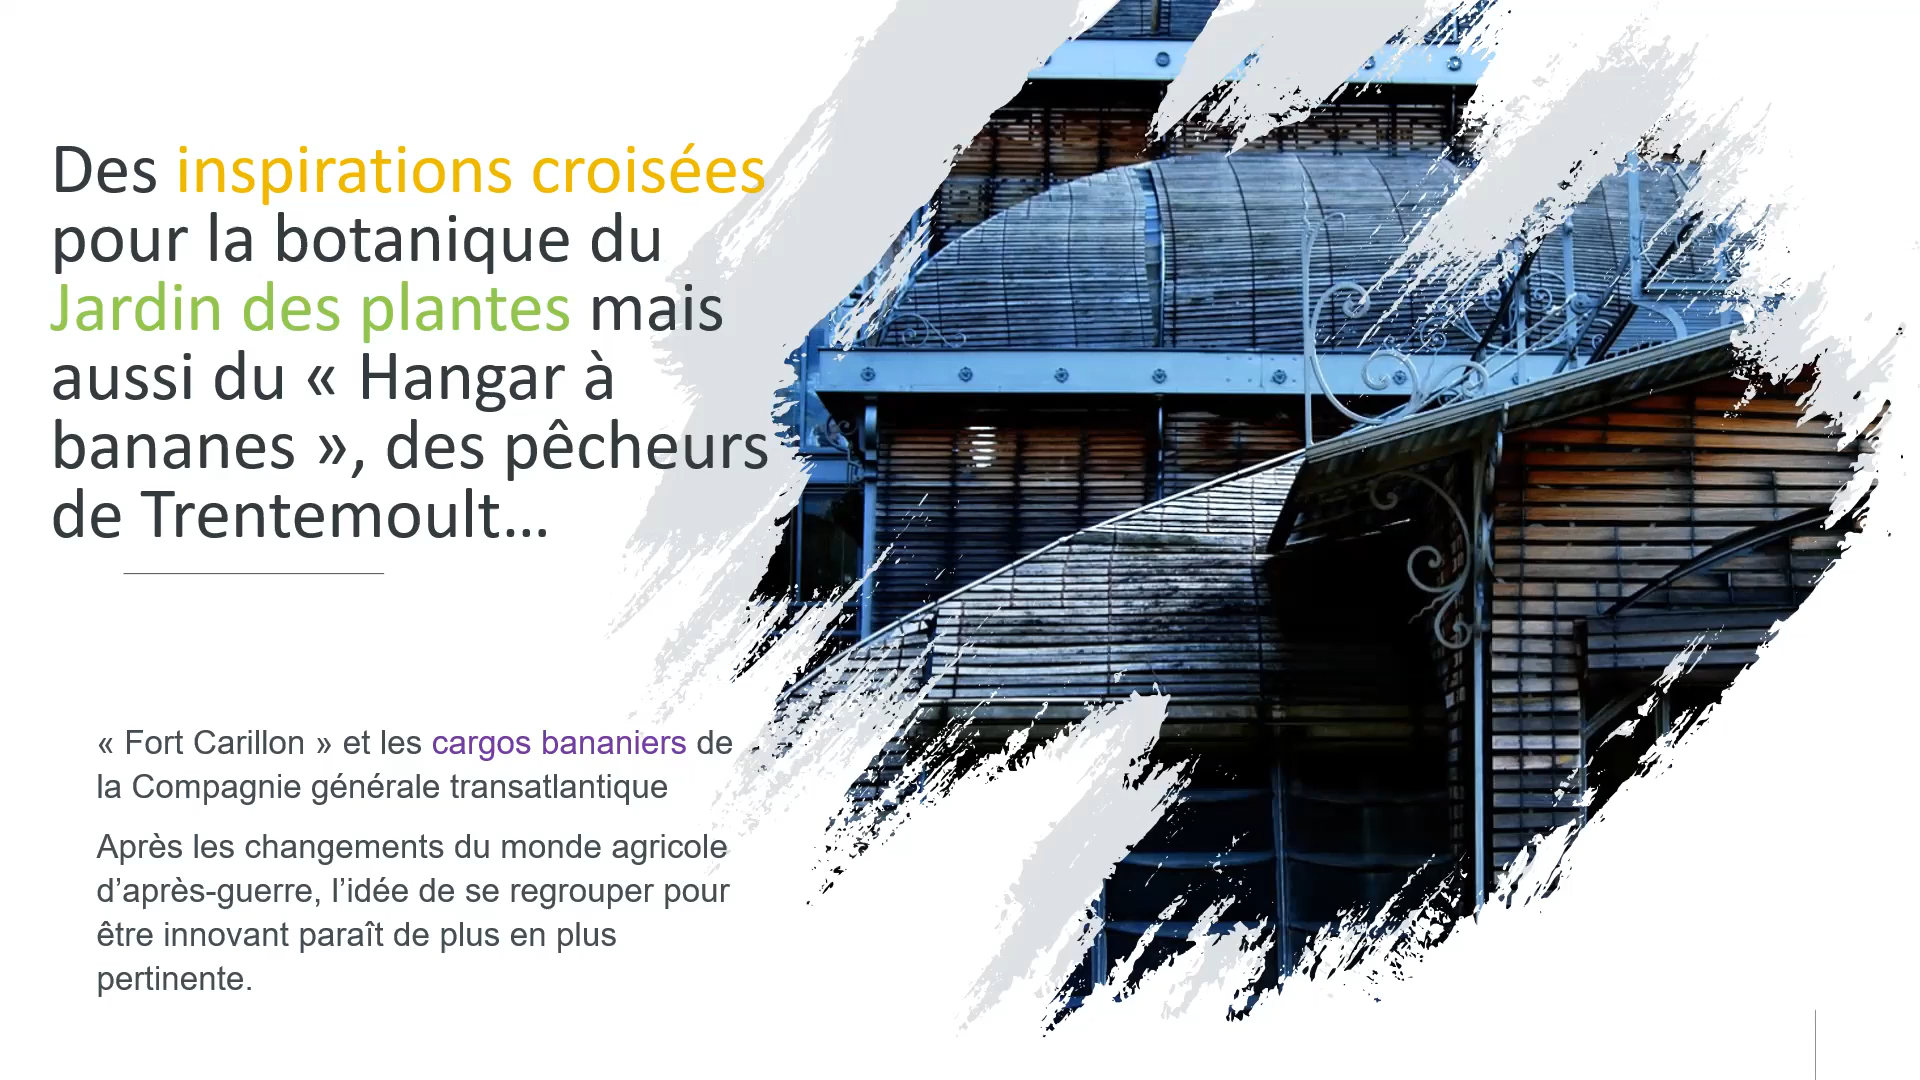 Des inspirations croisées
pour la botanique du
Jardin des plantes mais
aussi du « Hangar à
bananes », des pêcheurs
de Trentemoult…
« Fort Carillon » et les cargos bananiers de
la Compagnie générale transatlantique
Après les changements du monde agricole
d’après-guerre, l’idée de se regrouper pour
être innovant paraît de plus en plus
pertinente.